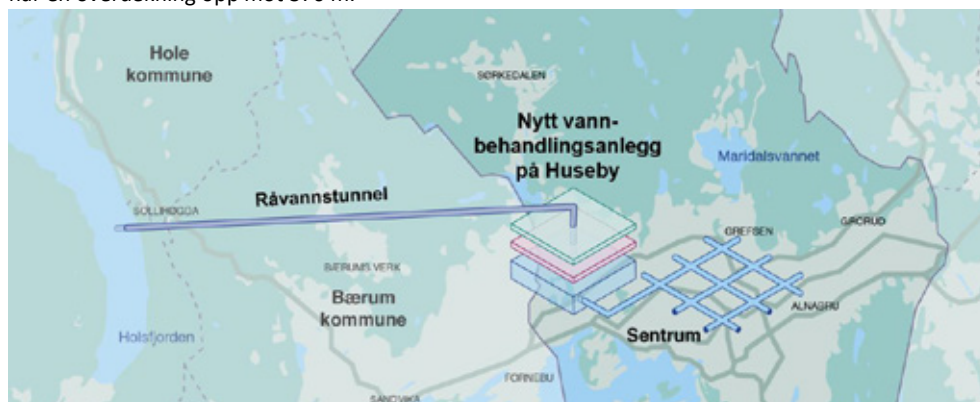 Hole
kommune
SØRKEDALEN
Nytt vann-
behandlingsanlegg
på Huseby
Maridalsvannet
Råvannstunnel
SOLLIHØGDA
GREFSEN
GRORUD
BÆRUMS VERK
Bærum
kommune
ALNABRU
Holsfjorden
Sentrum
FORNEBU
SANDVIKA